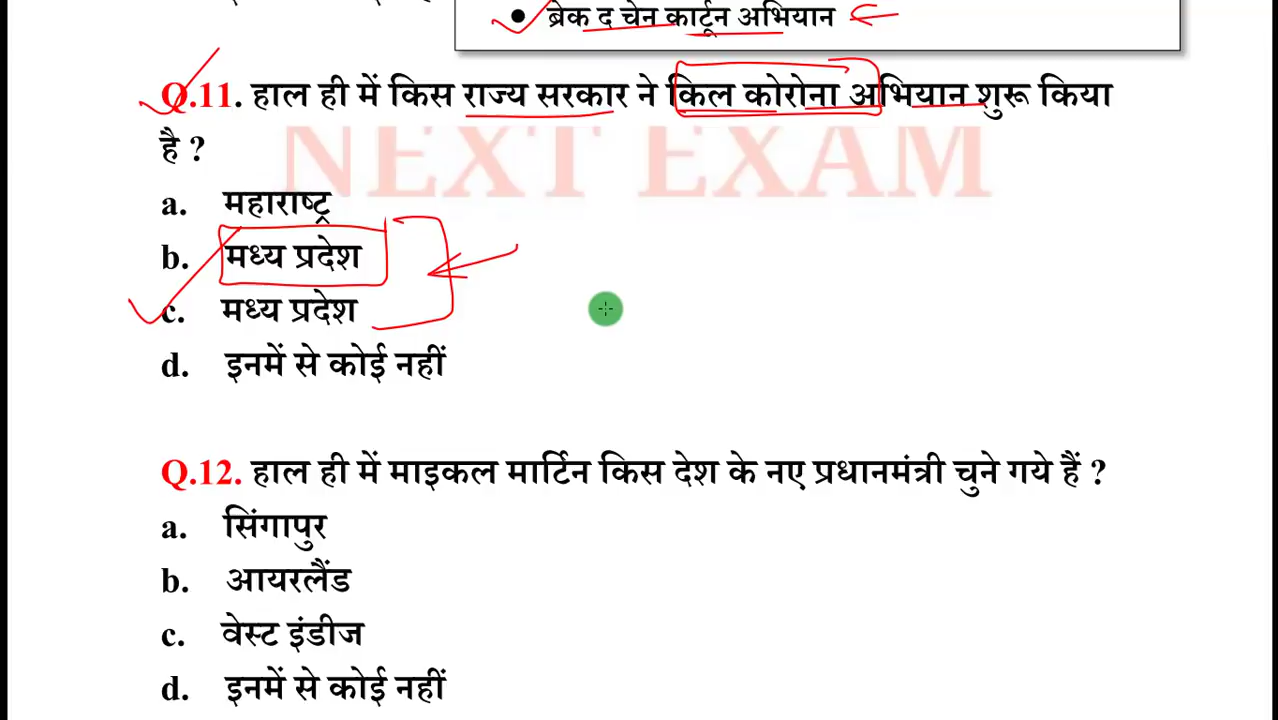 ● ब्रेक द चेन कार्टून अभियान
Q.11. हाल ही में किस राज्य सरकार ने किल कोरोना अभियान शुरू किया
है ?
NEXT EXAM
a. महाराष्ट्र
b. मध्य प्रदेश
c. मध्य प्रदेश
d. इनमें से कोई नहीं
Q.12. हाल ही में माइकल मार्टिन किस देश के नए प्रधानमंत्री चुने गये हैं ?
a. सिंगापुर
b. आयरलैंड
c. वेस्ट इंडीज
d. इनमें से कोई नहीं